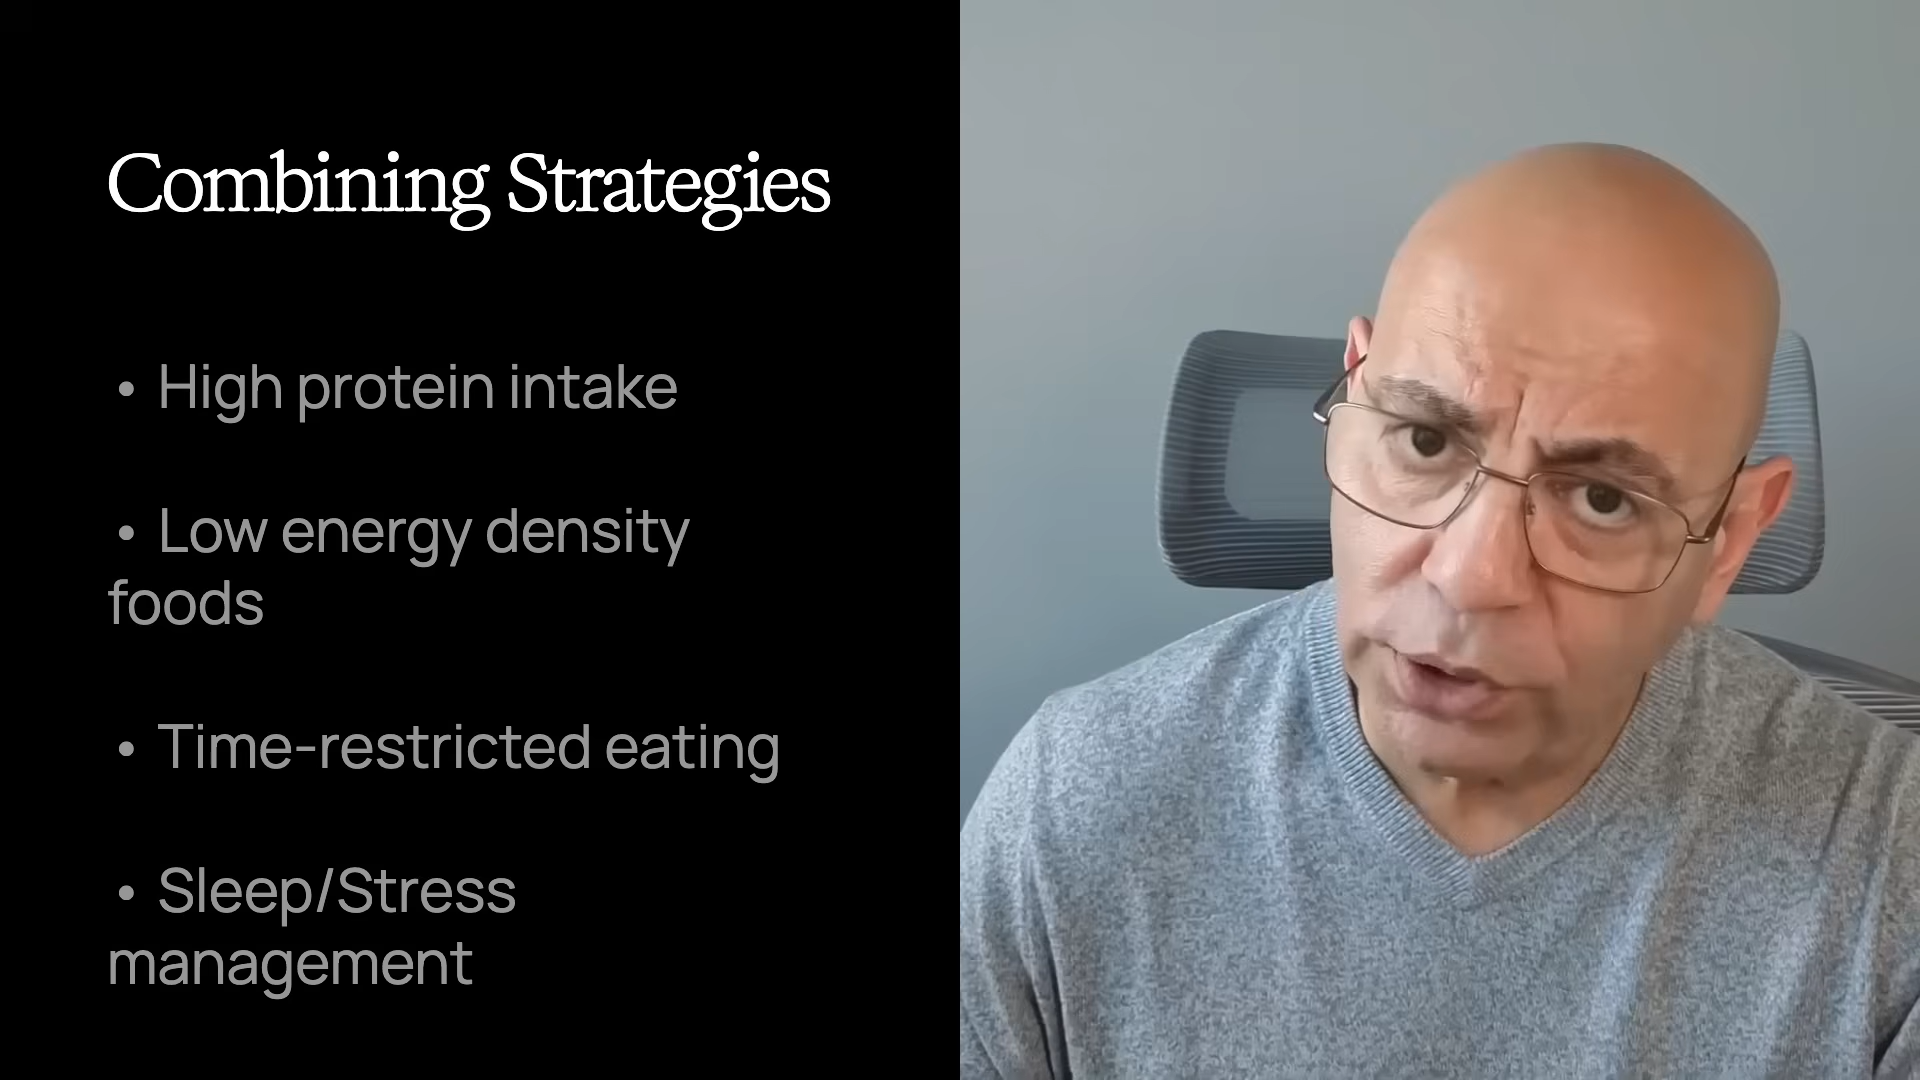 Combining Strategies
• High protein intake
• Low energy density
foods
• Time-restricted eating
• Sleep/Stress
management